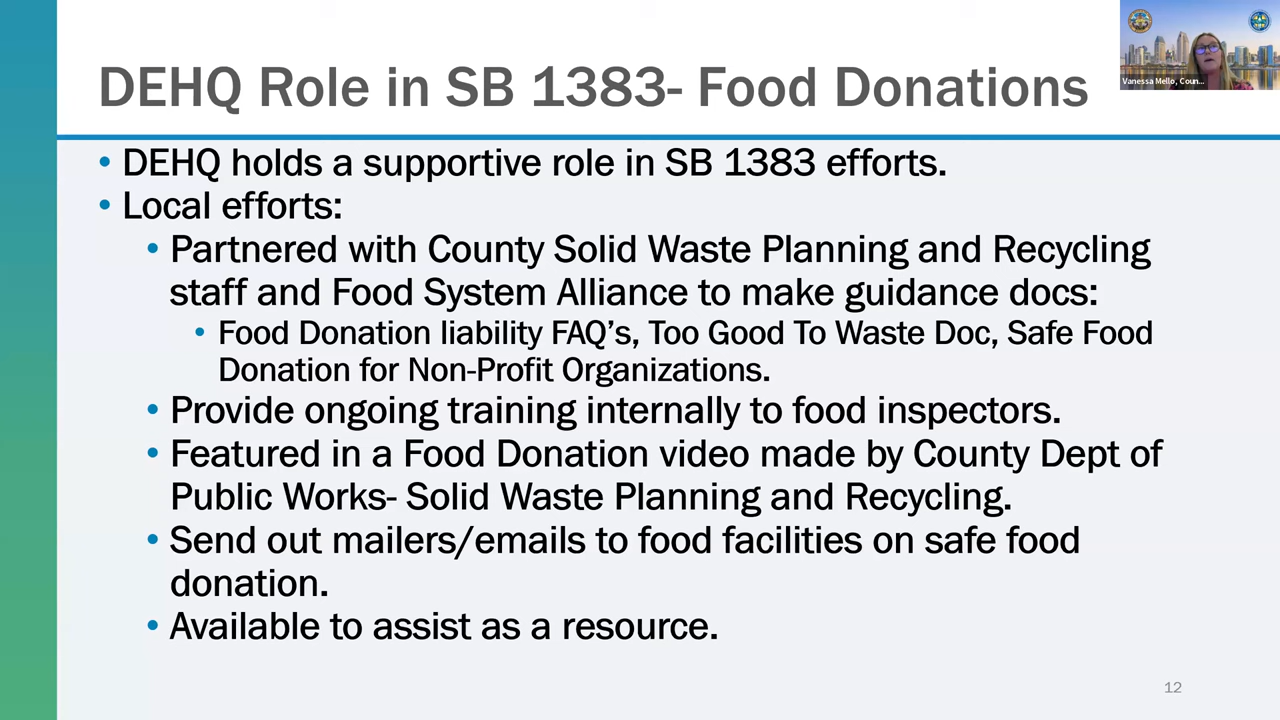 DEHQ Role in SB 1383- Food Donations
Vanessa Mello, Coun...
• DEHQ holds a supportive role in SB 1383 efforts.
• Local efforts:
• Partnered with County Solid Waste Planning and Recycling
staff and Food System Alliance to make guidance docs:
• Food Donation liability FAQ's, Too Good To Waste Doc, Safe Food
Donation for Non-Profit Organizations.
• Provide ongoing training internally to food inspectors.
• Featured in a Food Donation video made by County Dept of
Public Works- Solid Waste Planning and Recycling.
• Send out mailers/emails to food facilities on safe food
donation.
• Available to assist as a resource.
12